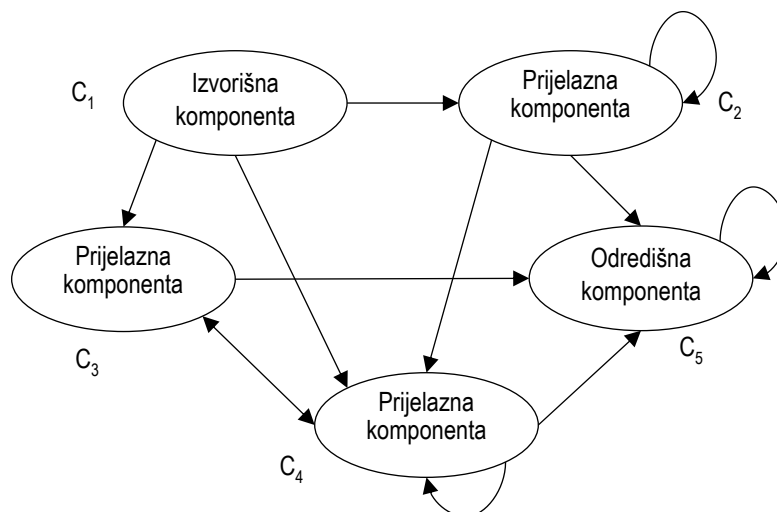 C1
Izvorišna
komponenta
Prijelazna
komponenta
C2
Prijelazna
komponenta
C3
Odredišna
komponenta
C5
Prijelazna
komponenta
C4